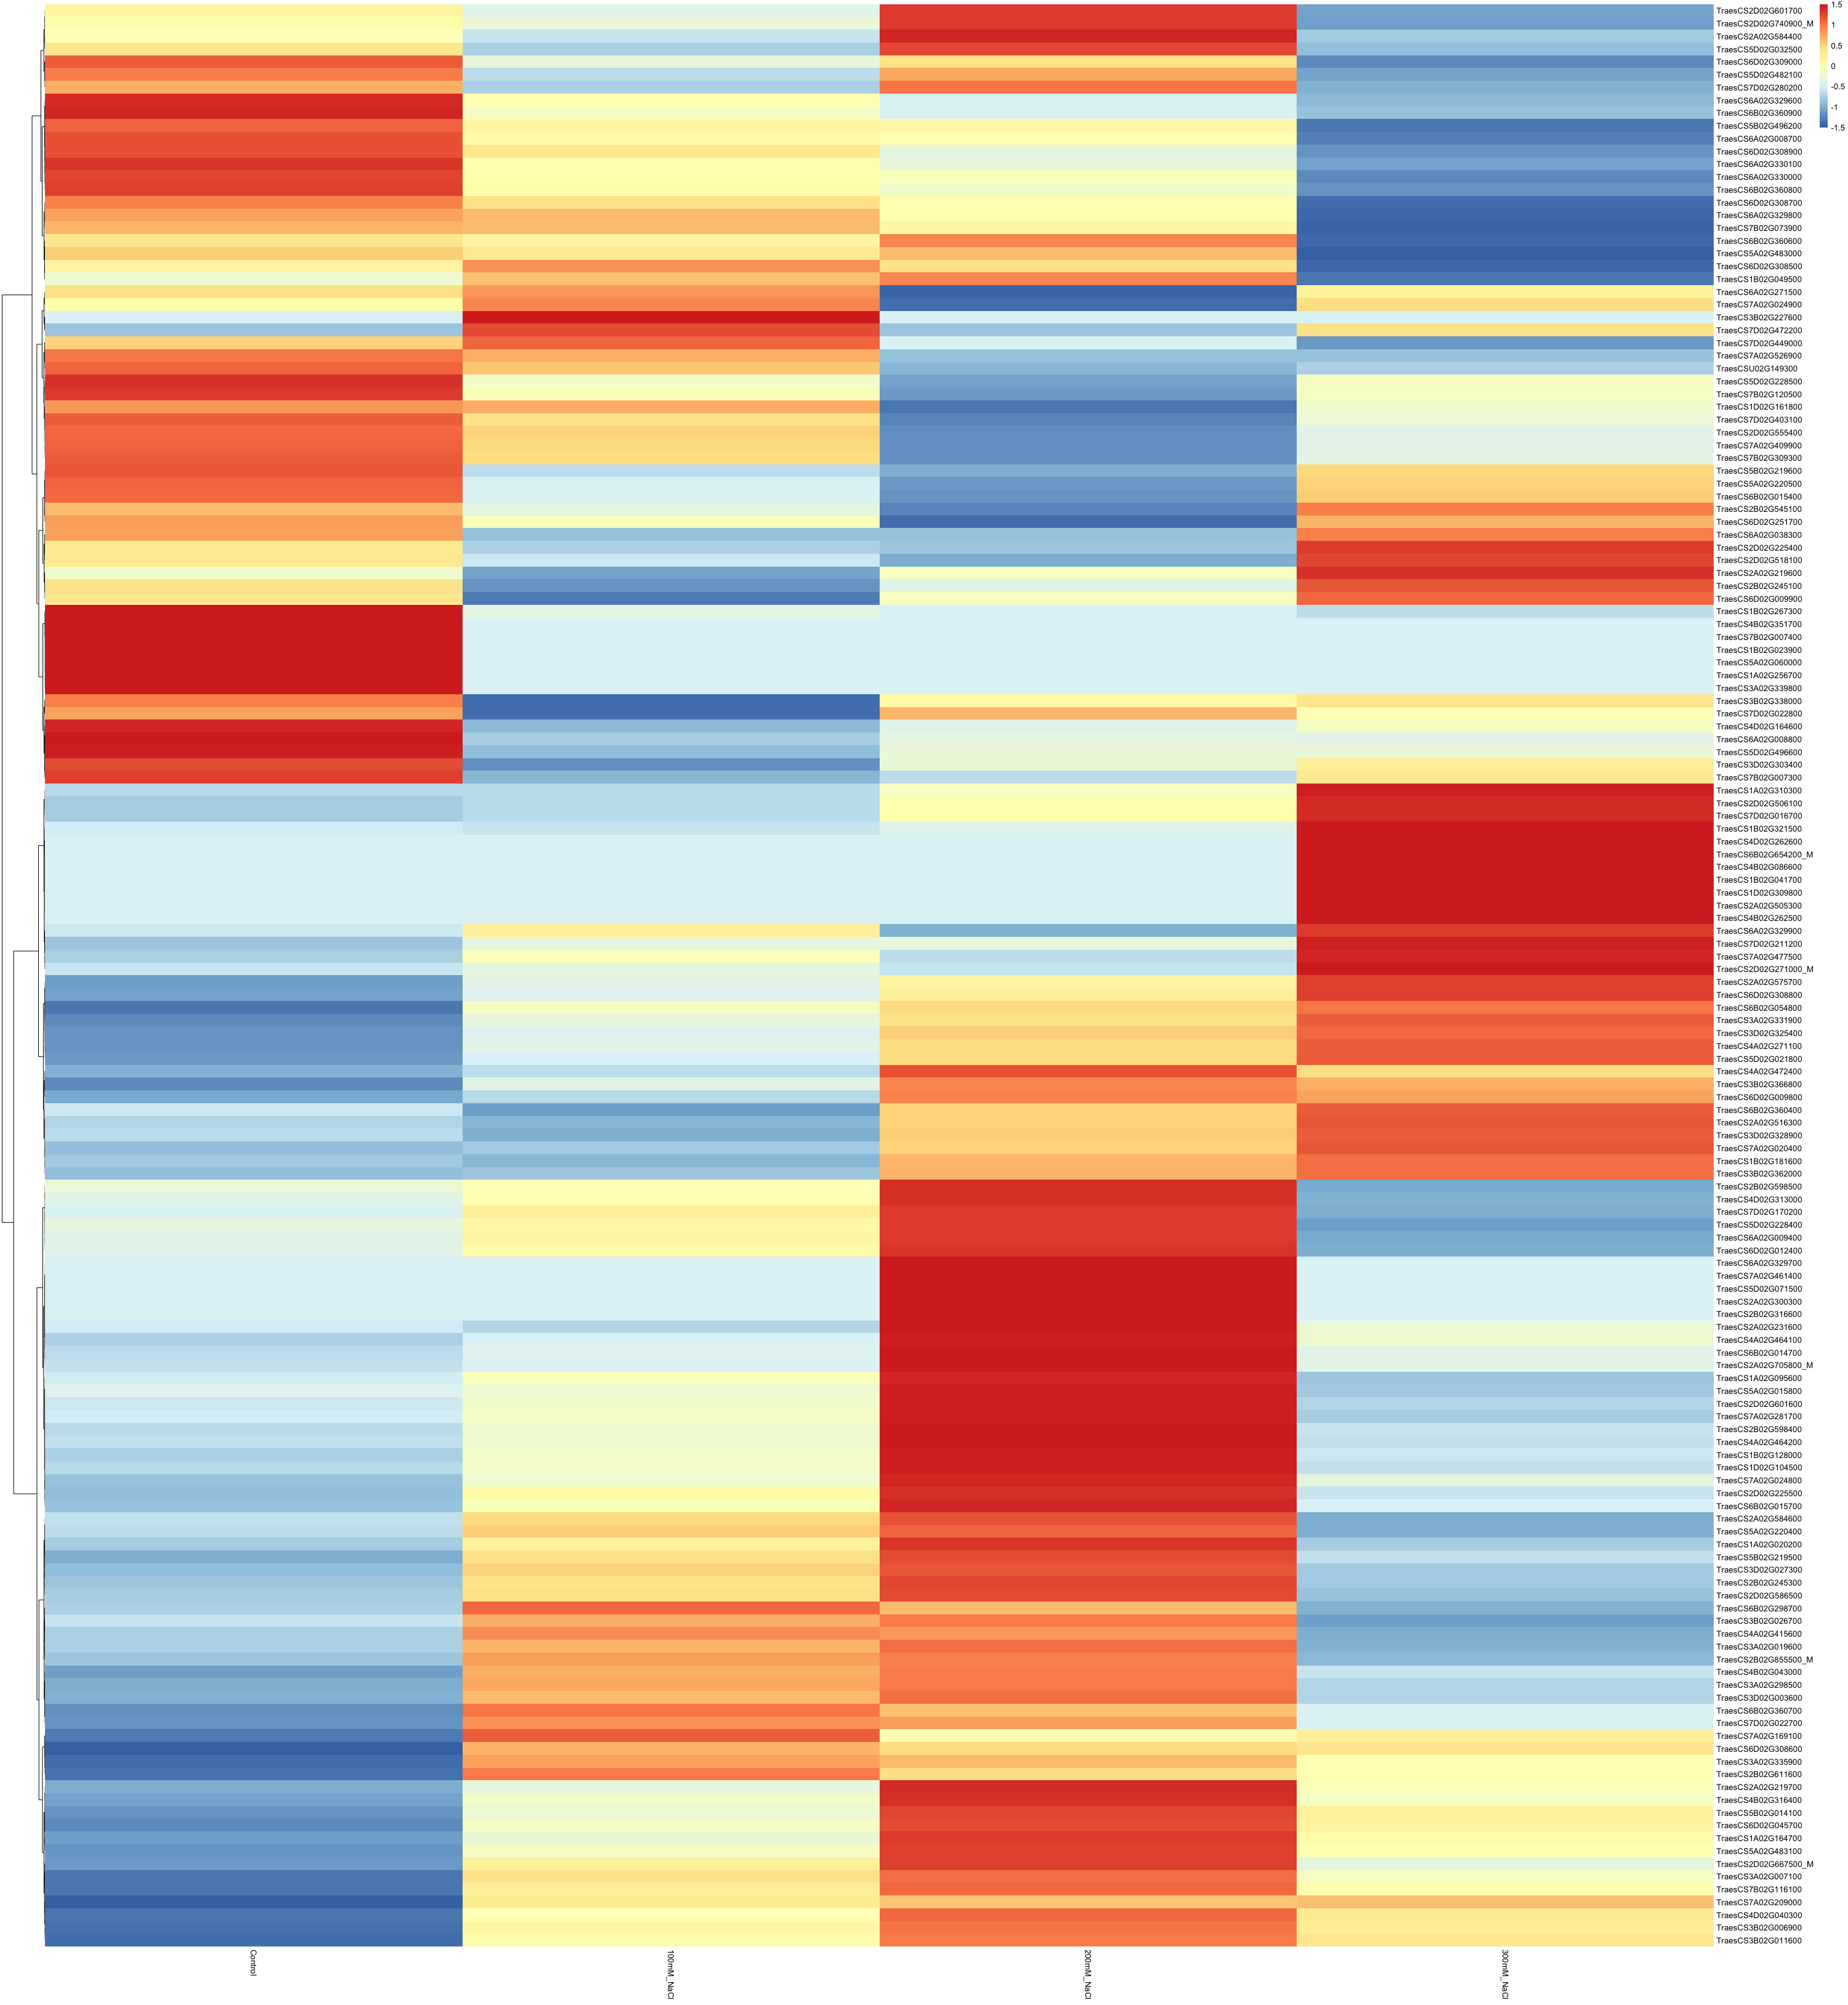 TraesCS2D02G601700
TraesCS2D02G740900_M
TraesCS2A02G584400
TraesCS5D02G032500
TraesCS6D02G309000
TraesCS5D02G482100
TraesCS7D02G280200
TraesCS6A02G329600
TraesCS6B02G360900
TraesCS5B02G496200
TraesCS6A02G008700
TraesCS6D02G308900
TraesCS6A02G330100
TraesCS6A02G330000
TraesCS6B02G360800
TraesCS6D02G308700
TraesCS6A02G329800
TraesCS7B02G073900
TraesCS6B02G360600
TraesCS5A02G483000
TraesCS6D02G308500
TraesCS1B02G049500
TraesCS6A02G271500
TraesCS7A02G024900
TraesCS3B02G227600
TraesCS7D02G472200
TraesCS7D02G449000
TraesCS7A02G526900
TraesCSU02G149300
TraesCS5D02G228500
TraesCS7B02G120500
TraesCS1D02G161800
TraesCS7D02G403100
TraesCS2D02G555400
TraesCS7A02G409900
TraesCS7B02G309300
TraesCS5B02G219600
TraesCS5A02G220500
TraesCS6B02G015400
TraesCS2B02G545100
TraesCS6D02G251700
TraesCS6A02G038300
TraesCS2D02G225400
TraesCS2D02G518100
TraesCS2A02G219600
TraesCS2B02G245100
TraesCS6D02G009900
TraesCS1B02G267300
TraesCS4B02G351700
TraesCS7B02G007400
TraesCS1B02G023900
TraesCS5A02G060000
TraesCS1A02G256700
TraesCS3A02G339800
TraesCS3B02G338000
TraesCS7D02G022800
TraesCS4D02G164600
TraesCS6A02G008800
TraesCS5D02G496600
TraesCS3D02G303400
TraesCS7B02G007300
TraesCS1A02G310300
TraesCS2D02G506100
TraesCS7D02G016700
TraesCS1B02G321500
TraesCS4D02G262600
TraesCS6B02G654200_M
TraesCS4B02G086600
TraesCS1B02G041700
TraesCS1D02G309800
TraesCS2A02G505300
TraesCS4B02G262500
TraesCS6A02G329900
TraesCS7D02G211200
TraesCS7A02G477500
TraesCS2D02G271000_M
TraesCS2A02G575700
TraesCS6D02G308800
TraesCS6B02G054800
TraesCS3A02G331900
TraesCS3D02G325400
TraesCS4A02G271100
TraesCS5D02G021800
TraesCS4A02G472400
TraesCS3B02G366800
TraesCS6D02G009800
TraesCS6B02G360400
TraesCS2A02G516300
TraesCS3D02G328900
TraesCS7A02G020400
TraesCS1B02G181600
TraesCS3B02G362000
TraesCS2B02G598500
TraesCS4D02G313000
TraesCS7D02G170200
TraesCS5D02G228400
TraesCS6A02G009400
TraesCS6D02G012400
TraesCS6A02G329700
TraesCS7A02G461400
TraesCS5D02G071500
TraesCS2A02G300300
TraesCS2B02G316600
TraesCS2A02G231600
TraesCS4A02G464100
TraesCS6B02G014700
TraesCS2A02G705800_M
TraesCS1A02G095600
TraesCS5A02G015800
TraesCS2D02G601600
TraesCS7A02G281700
TraesCS2B02G598400
TraesCS4A02G464200
TraesCS1B02G128000
TraesCS1D02G104500
TraesCS7A02G024800
TraesCS2D02G225500
TraesCS6B02G015700
TraesCS2A02G584600
TraesCS5A02G220400
TraesCS1A02G020200
TraesCS5B02G219500
TraesCS3D02G027300
TraesCS2B02G245300
TraesCS2D02G586500
TraesCS6B02G298700
TraesCS3B02G026700
TraesCS4A02G415600
TraesCS3A02G019600
TraesCS2B02G855500_M
TraesCS4B02G043000
TraesCS3A02G298500
TraesCS3D02G003600
TraesCS6B02G360700
TraesCS7D02G022700
TraesCS7A02G169100
TraesCS6D02G308600
TraesCS3A02G335900
TraesCS2B02G611600
TraesCS2A02G219700
TraesCS4B02G316400
TraesCS5B02G014100
TraesCS6D02G045700
TraesCS1A02G164700
TraesCS5A02G483100
TraesCS2D02G667500_M
TraesCS3A02G007100
TraesCS7B02G116100
TraesCS7A02G209000
TraesCS4D02G040300
TraesCS3B02G006900
TraesCS3B02G011600
1.5
1
0.5
0
-0.5
-1
-1.5
Control
100mM_NaCl
200mM_NaCl
300mM_NaCl